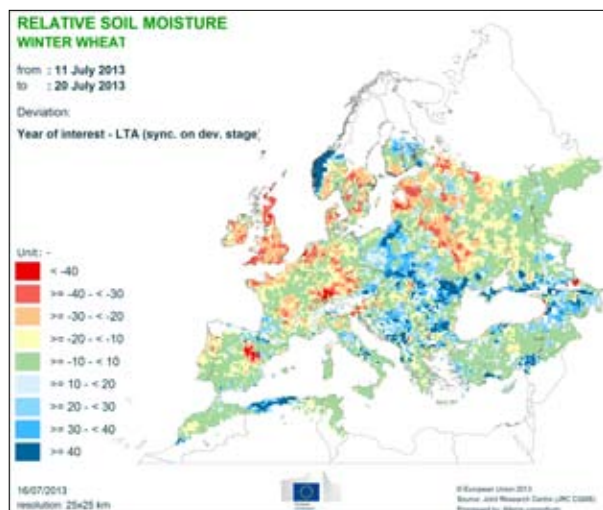 RELATIVE SOIL MOISTURE
WINTER WHEAT
from : 11 July 2013
to : 20 July 2013
Deviation:
Year of interest - LTA (sync. on dev. stage)
Unit: -
< -40
>= -40 - < -30
>= -30 - < -20
>= -20 - < -10
>= -10 - < 10
>= 10 - < 20
>= 20 - < 30
>= 30 - < 40
>= 40
16/07/2013
resolution: 25x25 km
© European Union 2013
Source: Joint Research Centre